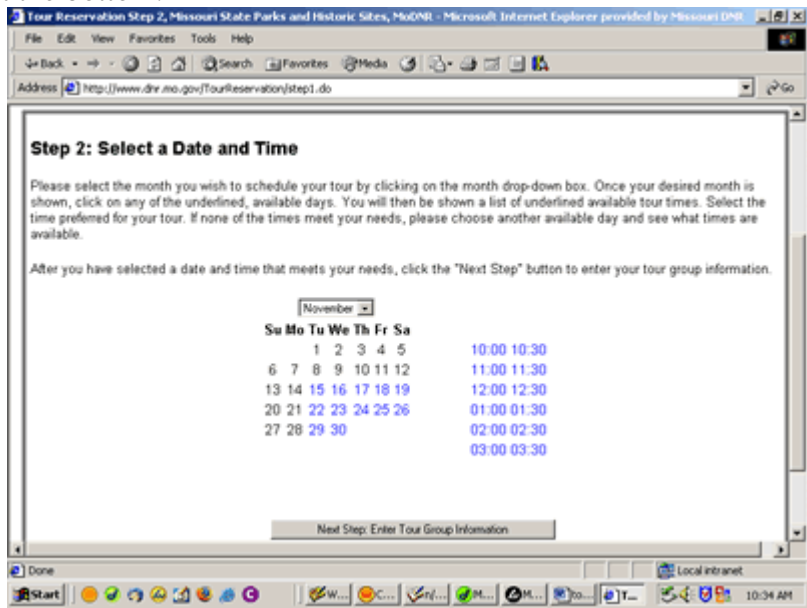 Tour Reservation Step 2, Missouri State Parks and Historic Sites, MoDNR - Microsoft Internet Explorer provided by Missouri DNR
File Edit View Favorites Tools Help
Back Search Favorites Media
Address http://www.dnr.mo.gov/TourReservation/step1.do Go
Step 2: Select a Date and Time
Please select the month you wish to schedule your tour by clicking on the month drop-down box. Once your desired month is
shown, click on any of the underlined, available days. You will then be shown a list of underlined available tour times. Select the
time preferred for your tour. If none of the times meet your needs, please choose another available day and see what times are
available.
After you have selected a date and time that meets your needs, click the "Next Step" button to enter your tour group information.
November
Su Mo Tu We Th Fr Sa
1 2 3 4 5 10:00 10:30
6 7 8 9 10 11 12 11:00 11:30
13 14 15 16 17 18 19 12:00 12:30
20 21 22 23 24 25 26 01:00 01:30
27 28 29 30 02:00 02:30
03:00 03:30
Next Step: Enter Tour Group Information
Done Local intranet
Start W... C... M... M... T... 10:34 AM